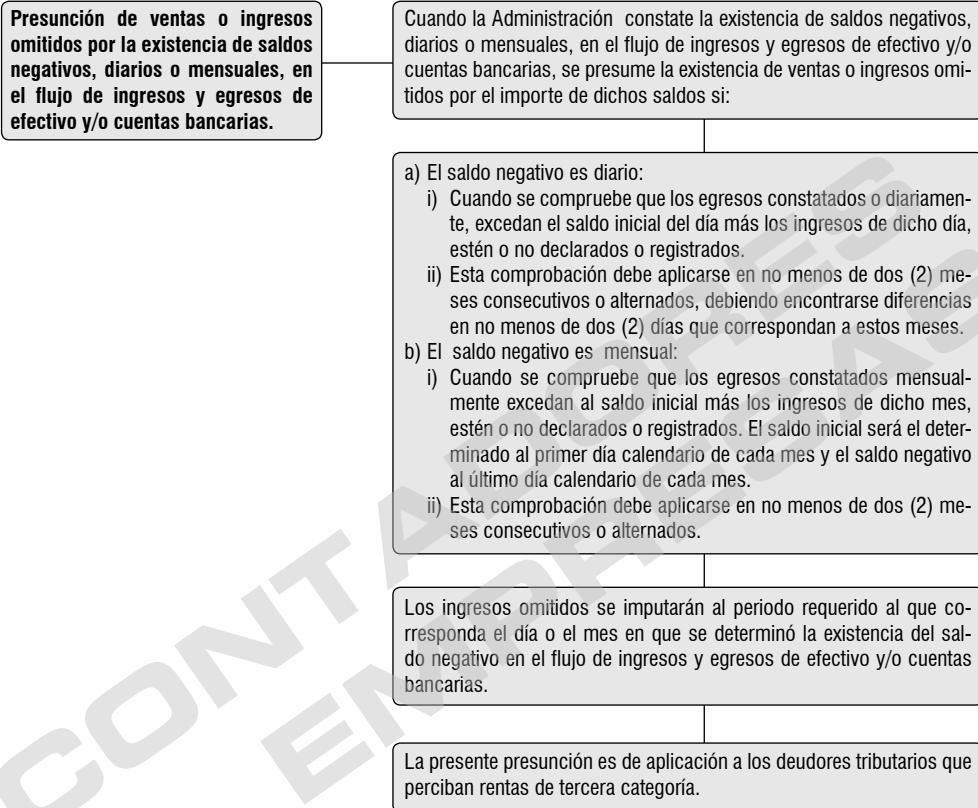 Presunción de ventas o ingresos
omitidos por la existencia de saldos
negativos, diarios o mensuales, en
el flujo de ingresos y egresos de
efectivo y/o cuentas bancarias.
Cuando la Administración constate la existencia de saldos negativos,
diarios o mensuales, en el flujo de ingresos y egresos de efectivo y/o
cuentas bancarias, se presume la existencia de ventas o ingresos omi-
tidos por el importe de dichos saldos si:
a) El saldo negativo es diario:
i) Cuando se compruebe que los egresos constatados o diariamen-
te, excedan el saldo inicial del día más los ingresos de dicho día,
estén o no declarados o registrados.
ii) Esta comprobación debe aplicarse en no menos de dos (2) me-
ses consecutivos o alternados, debiendo encontrarse diferencias
en no menos de dos (2) días que correspondan a estos meses.
b) El saldo negativo es mensual:
i) Cuando se compruebe que los egresos constatados mensual-
mente excedan al saldo inicial más los ingresos de dicho mes,
estén o no declarados o registrados. El saldo inicial será el deter-
minado al primer día calendario de cada mes y el saldo negativo
al último día calendario de cada mes.
ii) Esta comprobación debe aplicarse en no menos de dos (2) me-
ses consecutivos o alternados.
Los ingresos omitidos se imputarán al periodo requerido al que co-
rresponda el día o el mes en que se determinó la existencia del sal-
do negativo en el flujo de ingresos y egresos de efectivo y/o cuentas
bancarias.
La presente presunción es de aplicación a los deudores tributarios que
perciban rentas de tercera categoría.
CONTADORES
EMPRESAS